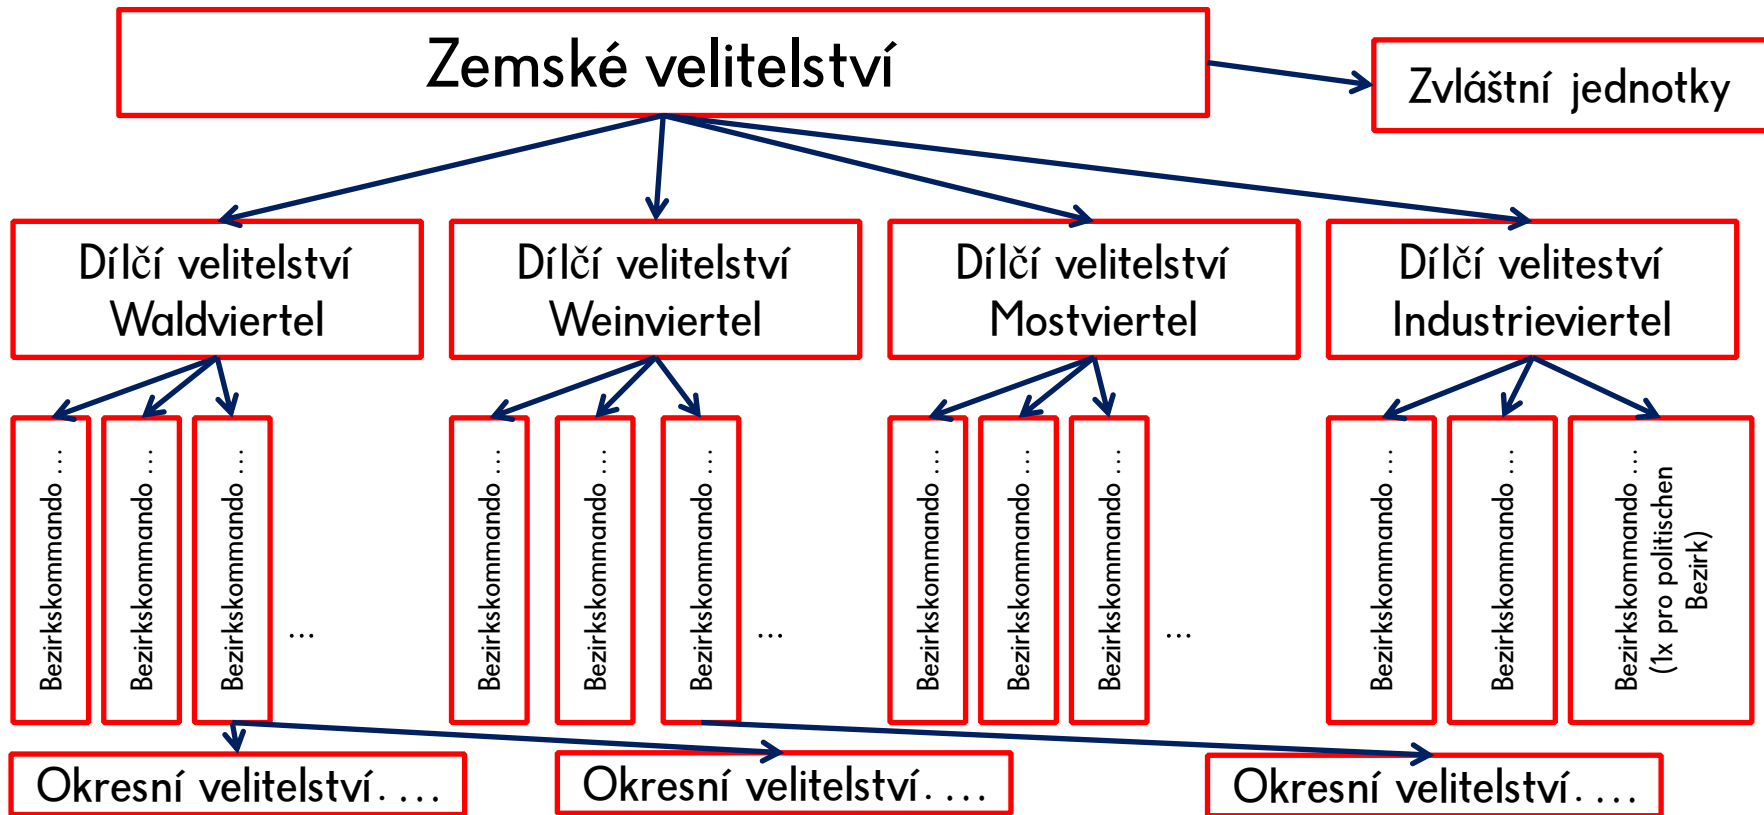 Zemské velitelství
Zvláštní jednotky
Dílčí velitelství
Waldviertel
Dílčí velitelství
Weinviertel
Dílčí velitelství
Mostviertel
Dílčí veliteství
Industrieviertel
Bezirkskommando ...
Bezirkskommando ...
Bezirkskommando ...
...
Bezirkskommando ...
Bezirkskommando ...
Bezirkskommando ...
...
Bezirkskommando ...
Bezirkskommando ...
Bezirkskommando ...
...
Bezirkskommando ...
Bezirkskommando ...
Bezirkskommando ...
(1x pro politischen
Bezirk)
Okresní velitelství. ...
Okresní velitelství. ...
Okresní velitelství. ...